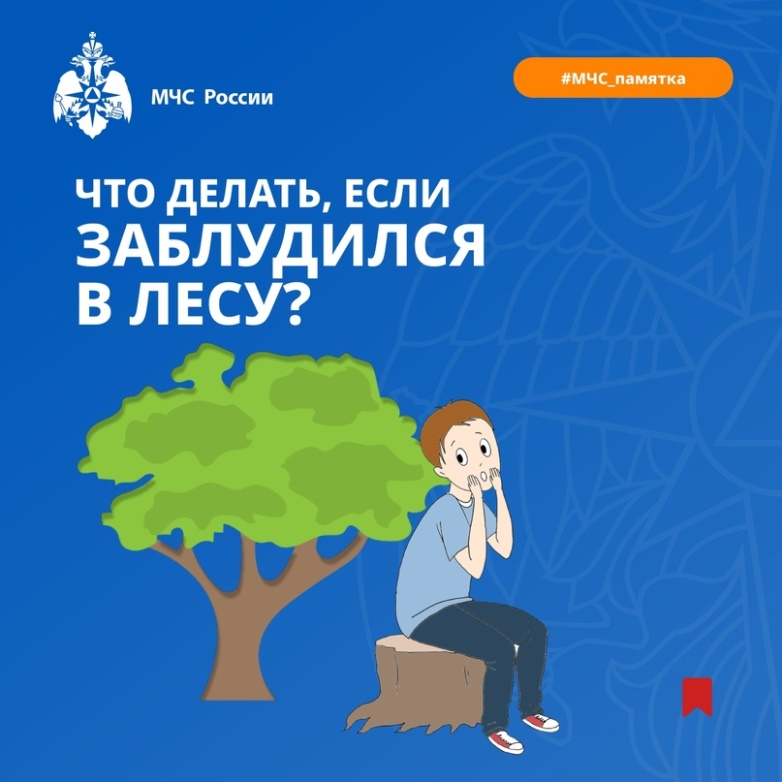 МЧС России
#МЧС_памятка
ЧТО ДЕЛАТЬ, ЕСЛИ
ЗАБЛУДИЛСЯ
В ЛЕСУ?